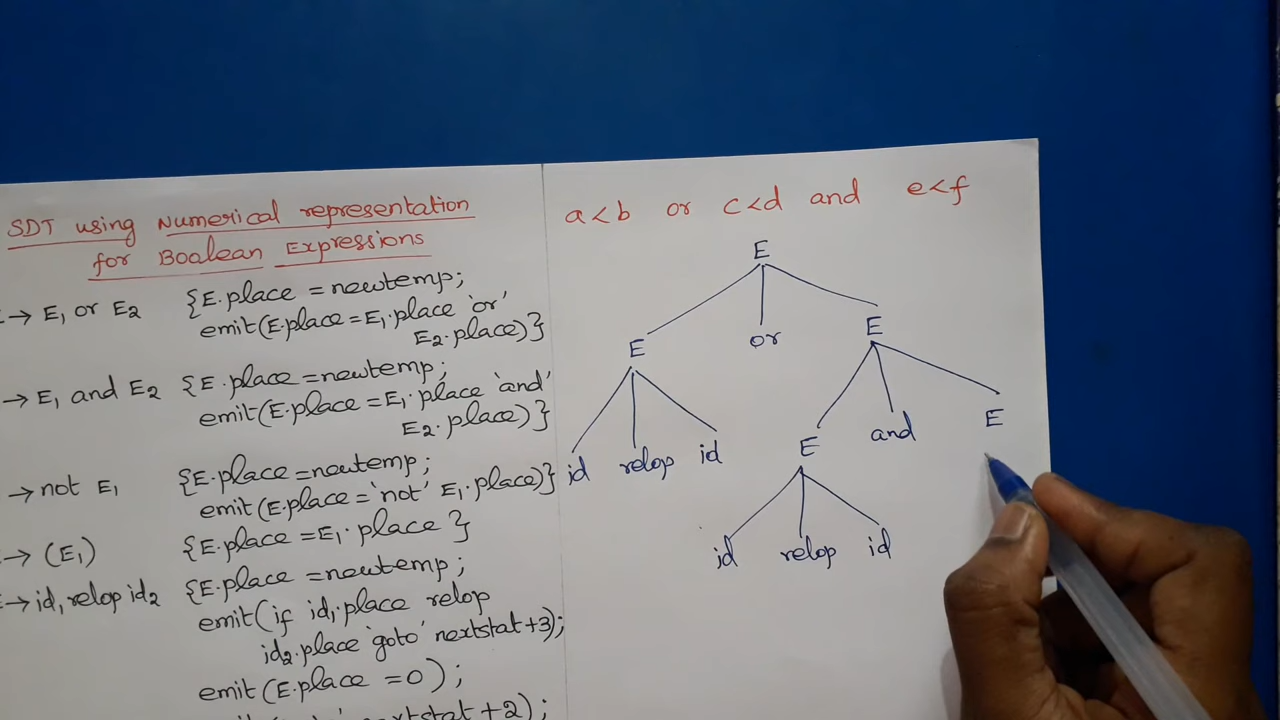 SDT using Numerical representation
for Boalean Expressions
→ E₁ or E₂ {E.place = newtemp;
emit(E.place = E₁.place 'or'
E₂.place)}
→ E₁ and E₂ {E.place = newtemp;
emit(E.place = E₁.place 'and'
E₂.place)}
→ not E₁ {E.place = newtemp;
emit(E.place = 'not' E₁.place)}
→ (E₁) {E.place = E₁.place}
→ id₁ relop id₂ {E.place = newtemp;
emit(if id₁.place relop
id₂.place 'goto' nextstat+3);
emit(E.place = 0);
nextstat+2);
a<b or c<d and e<f
E
E or E
id relop id E and E
id relop id